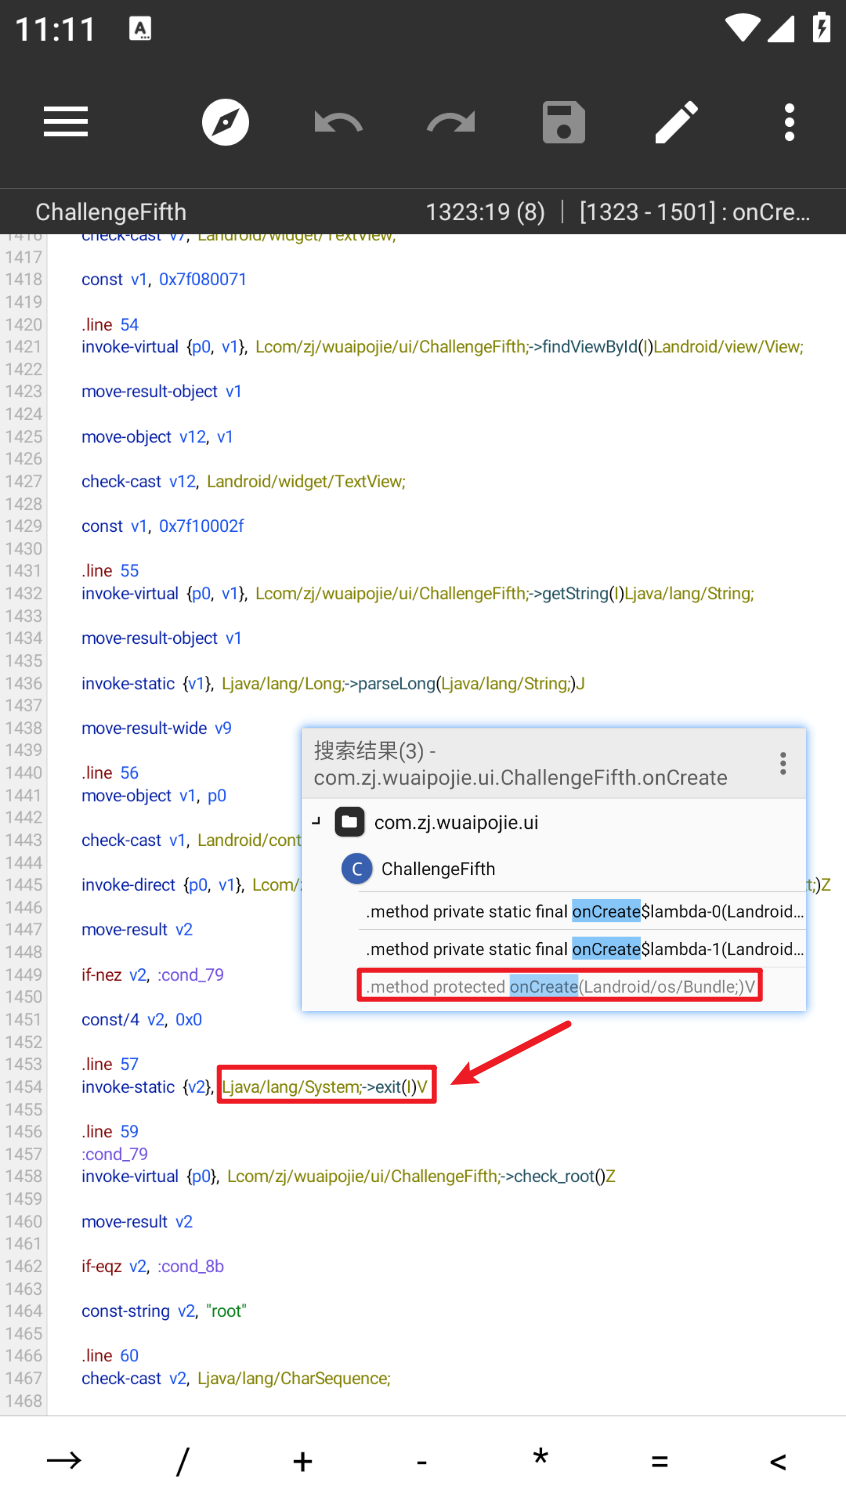 11:11 A
ChallengeFifth 1323:19 (8) | [1323 - 1501] : onCre...
1416 check-cast v7, Landroid/widget/TextView;
1417
1418 const v1, 0x7f080071
1419
1420 .line 54
1421 invoke-virtual {p0, v1}, Lcom/zj/wuaipojie/ui/ChallengeFifth;->findViewById(I)Landroid/view/View;
1422
1423 move-result-object v1
1424
1425 move-object v12, v1
1426
1427 check-cast v12, Landroid/widget/TextView;
1428
1429 const v1, 0x7f10002f
1430
1431 .line 55
1432 invoke-virtual {p0, v1}, Lcom/zj/wuaipojie/ui/ChallengeFifth;->getString(I)Ljava/lang/String;
1433
1434 move-result-object v1
1435
1436 invoke-static {v1}, Ljava/lang/Long;->parseLong(Ljava/lang/String;)J
1437
1438 move-result-wide v9
1439
1440 .line 56
1441 move-object v1, p0
1442
1443 check-cast v1, Landroid/cont
1444
1445 invoke-direct {p0, v1}, Lcom/ t;)Z
1446
1447 move-result v2
1448
1449 if-nez v2, :cond_79
1450
1451 const/4 v2, 0x0
1452
1453 .line 57
1454 invoke-static {v2}, Ljava/lang/System;->exit(I)V
1455
1456 .line 59
1457 :cond_79
1458 invoke-virtual {p0}, Lcom/zj/wuaipojie/ui/ChallengeFifth;->check_root()Z
1459
1460 move-result v2
1461
1462 if-eqz v2, :cond_8b
1463
1464 const-string v2, "root"
1465
1466 .line 60
1467 check-cast v2, Ljava/lang/CharSequence;
1468
搜索结果(3) -
com.zj.wuaipojie.ui.ChallengeFifth.onCreate
com.zj.wuaipojie.ui
C ChallengeFifth
.method private static final onCreate$lambda-0(Landroid...
.method private static final onCreate$lambda-1(Landroid...
.method protected onCreate(Landroid/os/Bundle;)V
→ / + - * = <